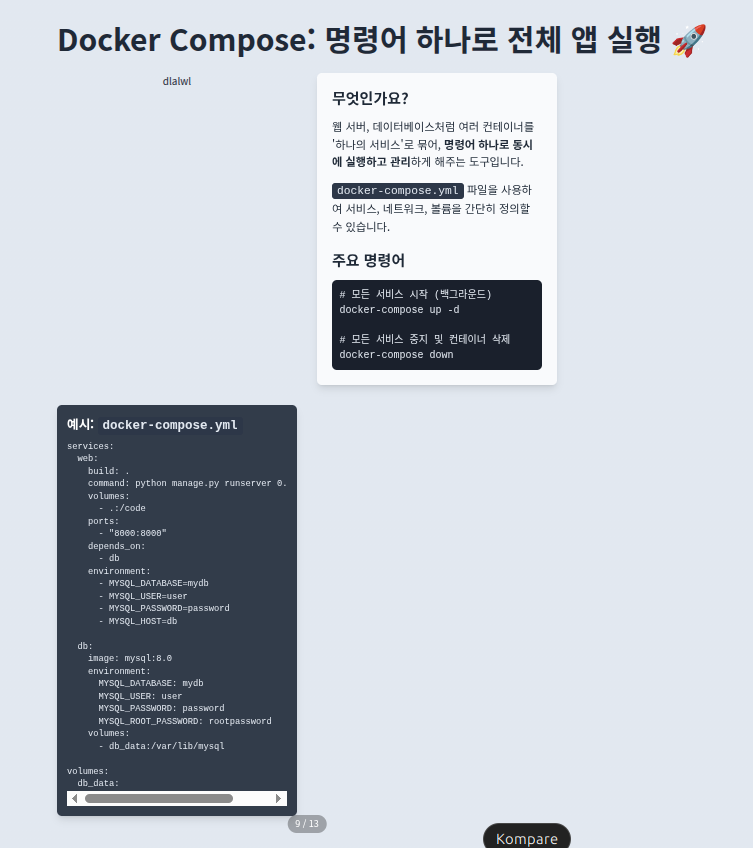 Docker Compose: 명령어 하나로 전체 앱 실행 🚀
dlalwl
무엇인가요?
웹 서버, 데이터베이스처럼 여러 컨테이너를
'하나의 서비스'로 묶어, 명령어 하나로 동시
에 실행하고 관리하게 해주는 도구입니다.
docker-compose.yml 파일을 사용하
여 서비스, 네트워크, 볼륨을 간단히 정의할
수 있습니다.
주요 명령어
# 모든 서비스 시작 (백그라운드)
docker-compose up -d
# 모든 서비스 중지 및 컨테이너 삭제
docker-compose down
예시: docker-compose.yml
services:
  web:
    build: .
    command: python manage.py runserver 0.
    volumes:
      - .:/code
    ports:
      - "8000:8000"
    depends_on:
      - db
    environment:
      - MYSQL_DATABASE=mydb
      - MYSQL_USER=user
      - MYSQL_PASSWORD=password
      - MYSQL_HOST=db
  db:
    image: mysql:8.0
    environment:
      MYSQL_DATABASE: mydb
      MYSQL_USER: user
      MYSQL_PASSWORD: password
      MYSQL_ROOT_PASSWORD: rootpassword
    volumes:
      - db_data:/var/lib/mysql
volumes:
  db_data:
9 / 13
Kompare